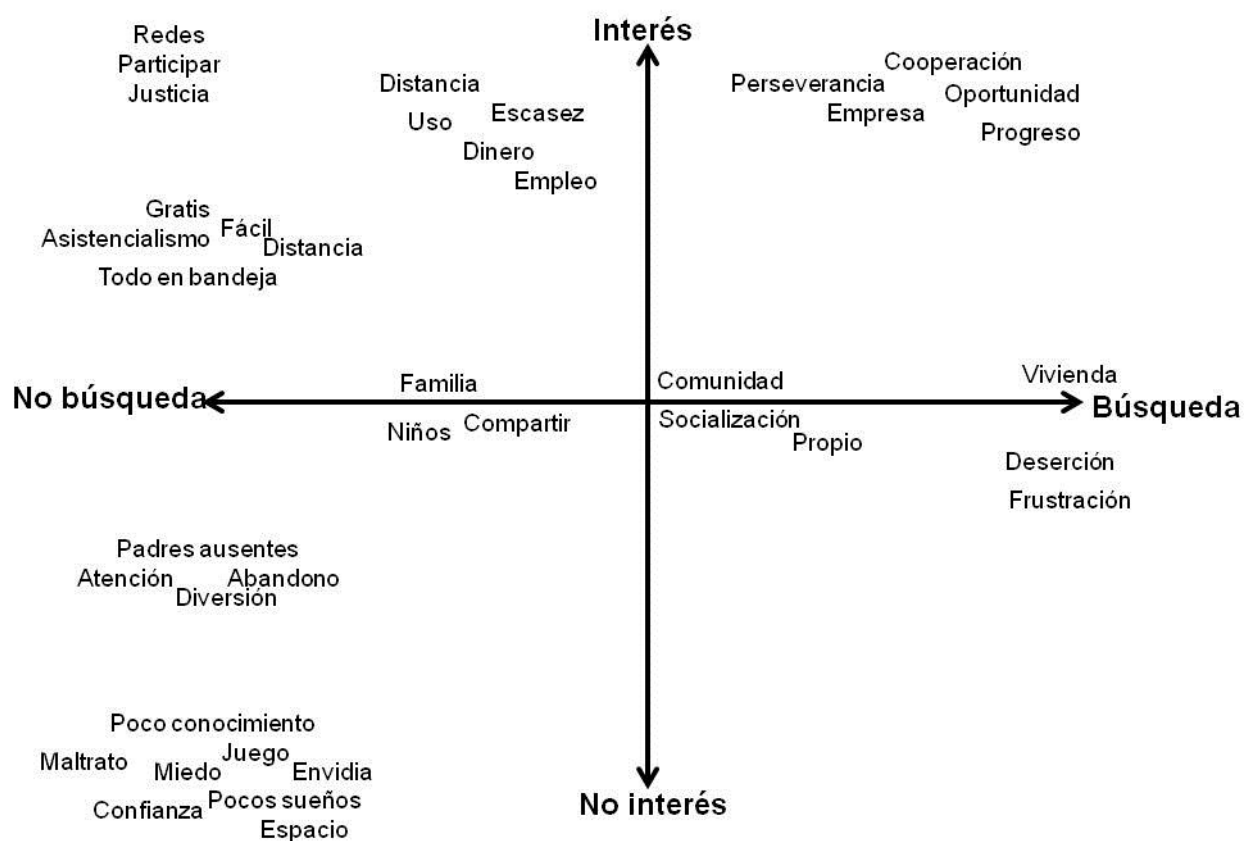 Interés
Redes
Participar
Justicia
Distancia
Uso
Escasez
Dinero
Empleo
Cooperación
Perseverancia
Oportunidad
Empresa
Progreso
Gratis
Fácil
Asistencialismo
Distancia
Todo en bandeja
Familia
Comunidad
Vivienda
No búsqueda
Búsqueda
Niños
Compartir
Socialización
Propio
Deserción
Frustración
Padres ausentes
Atención
Abandono
Diversión
Poco conocimiento
Maltrato
Juego
Miedo
Envidia
Confianza
Pocos sueños
Espacio
No interés